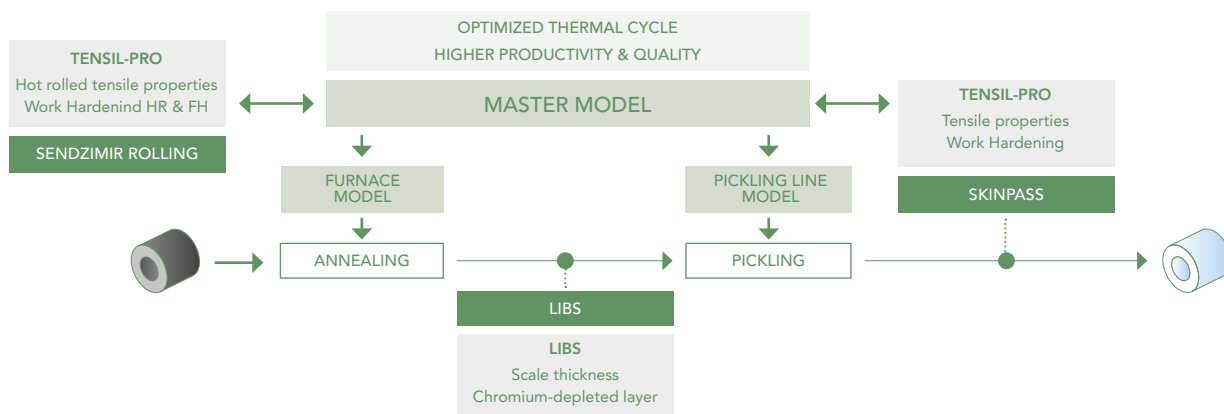 OPTIMIZED THERMAL CYCLE
HIGHER PRODUCTIVITY & QUALITY
TENSIL-PRO
Hot rolled tensile properties
Work Hardenind HR & FH
SENDZIMIR ROLLING
MASTER MODEL
TENSIL-PRO
Tensile properties
Work Hardening
SKINPASS
FURNACE
MODEL
PICKLING LINE
MODEL
ANNEALING
PICKLING
LIBS
LIBS
Scale thickness
Chromium-depleted layer